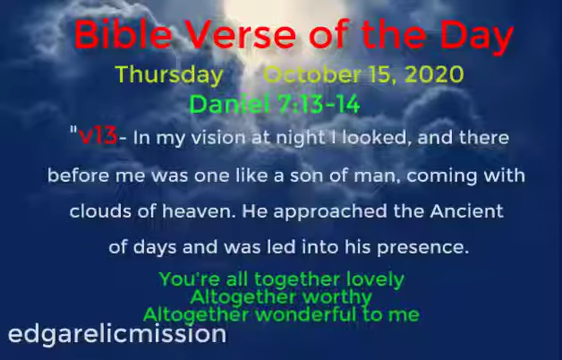 Bible Verse of the Day
Thursday October 15, 2020
Daniel 7:13-14
"v13- In my vision at night I looked, and there
before me was one like a son of man, coming with
clouds of heaven. He approached the Ancient
of days and was led into his presence.
You're all together lovely
Altogether worthy
Altogether wonderful to me
edgarelicmission